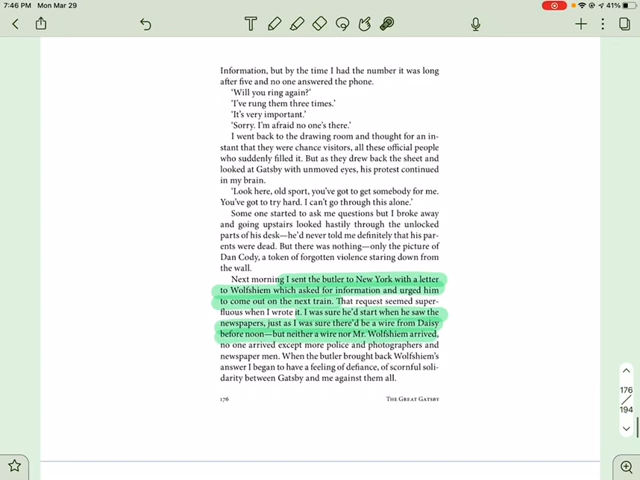 7:46 PM Mon Mar 29
41%
Information, but by the time I had the number it was long
after five and no one answered the phone.
‘Will you ring again?’
‘I’ve rung them three times.’
‘It’s very important.’
‘Sorry. I’m afraid no one’s there.’
I went back to the drawing room and thought for an in-
stant that they were chance visitors, all these official people
who suddenly filled it. But as they drew back the sheet and
looked at Gatsby with unmoved eyes, his protest continued
in my brain.
‘Look here, old sport, you’ve got to get somebody for me.
You’ve got to try hard. I can’t go through this alone.’
Some one started to ask me questions but I broke away
and going upstairs looked hastily through the unlocked
parts of his desk—he’d never told me definitely that his par-
ents were dead. But there was nothing—only the picture of
Dan Cody, a token of forgotten violence staring down from
the wall.
Next morning I sent the butler to New York with a letter
to Wolfshiem which asked for information and urged him
to come out on the next train. That request seemed super-
fluous when I wrote it. I was sure he’d start when he saw the
newspapers, just as I was sure there’d be a wire from Daisy
before noon—but neither a wire nor Mr. Wolfshiem arrived,
no one arrived except more police and photographers and
newspaper men. When the butler brought back Wolfshiem’s
answer I began to have a feeling of defiance, of scornful soli-
darity between Gatsby and me against them all.
176
The Great Gatsby
176
194